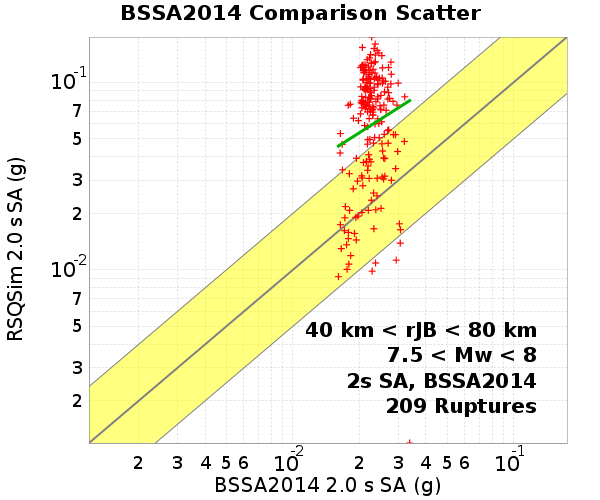 BSSA2014 Comparison Scatter
RSQSim 2.0 s SA (g)
10⁻¹
7
5
3
2
10⁻²
7
5
3
2
40 km < rJB < 80 km
7.5 < Mw < 8
2s SA, BSSA2014
209 Ruptures
2 3 4 5 6 10⁻² 2 3 4 5 6 10⁻¹
BSSA2014 2.0 s SA (g)